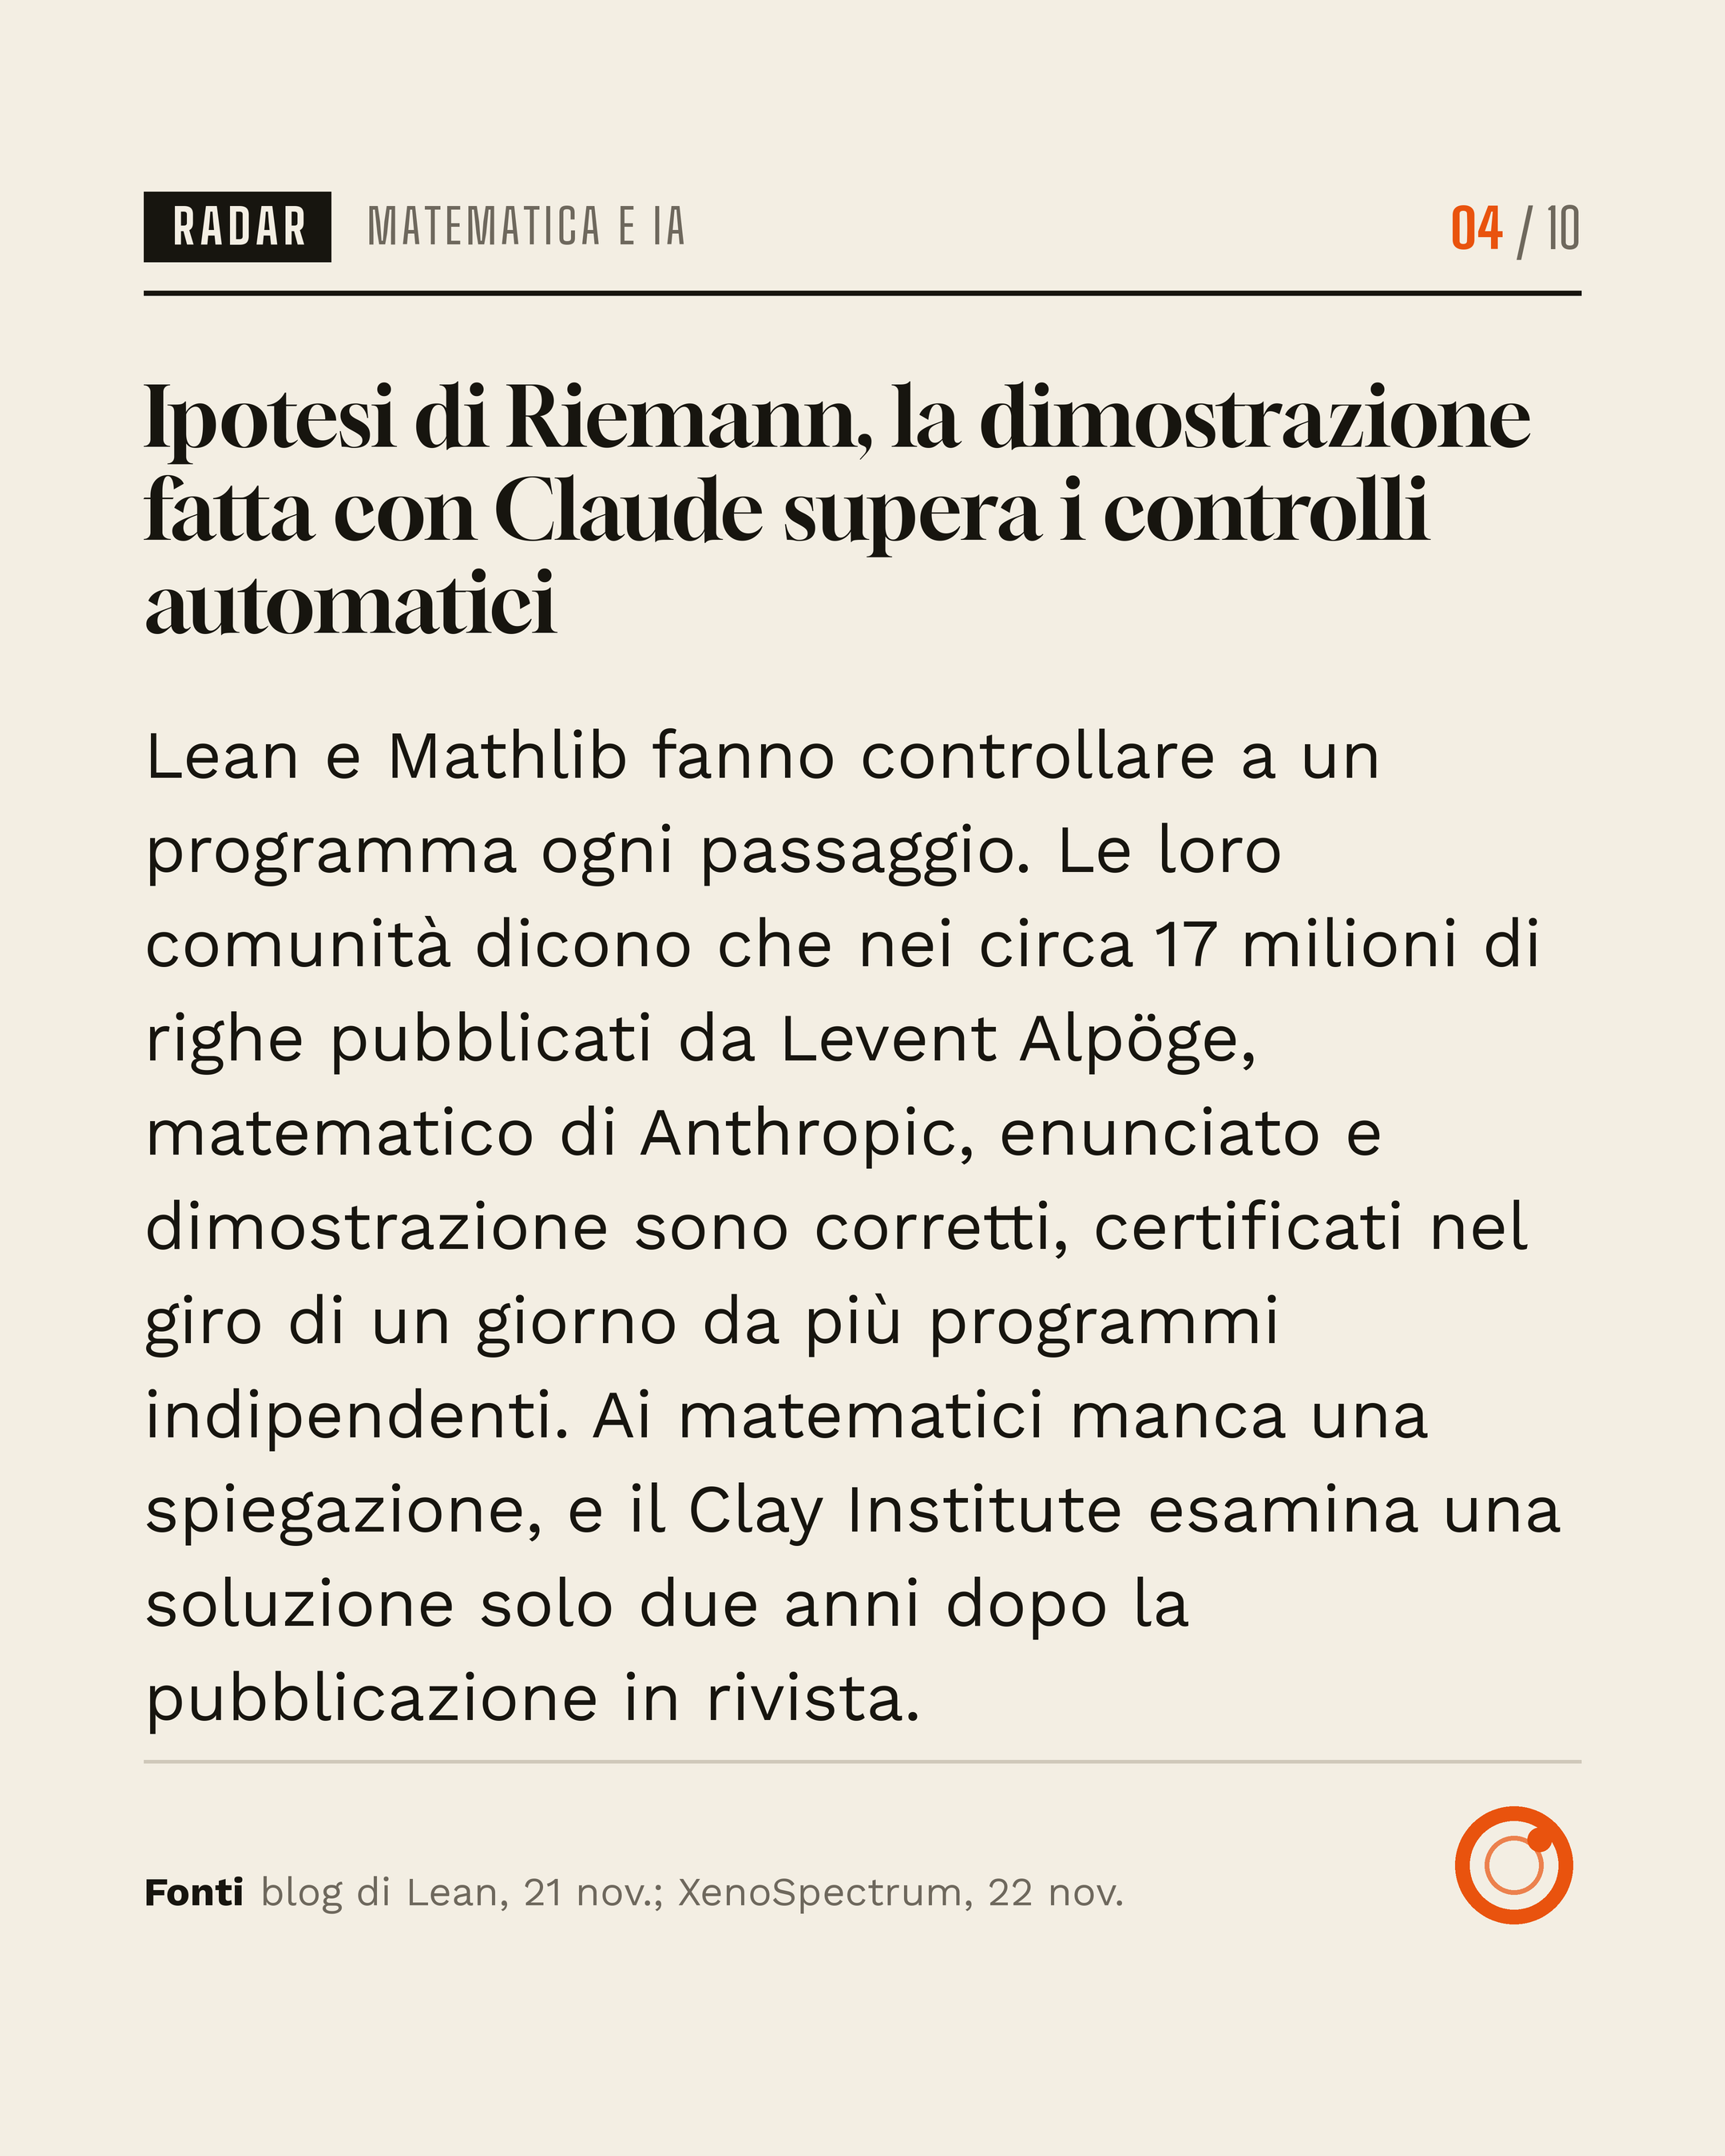 RADAR MATEMATICA E IA 04 / 10
Ipotesi di Riemann, la dimostrazione
fatta con Claude supera i controlli
automatici
Lean e Mathlib fanno controllare a un
programma ogni passaggio. Le loro
comunità dicono che nei circa 17 milioni di
righe pubblicati da Levent Alpöge,
matematico di Anthropic, enunciato e
dimostrazione sono corretti, certificati nel
giro di un giorno da più programmi
indipendenti. Ai matematici manca una
spiegazione, e il Clay Institute esamina una
soluzione solo due anni dopo la
pubblicazione in rivista.
Fonti blog di Lean, 21 nov.; XenoSpectrum, 22 nov.